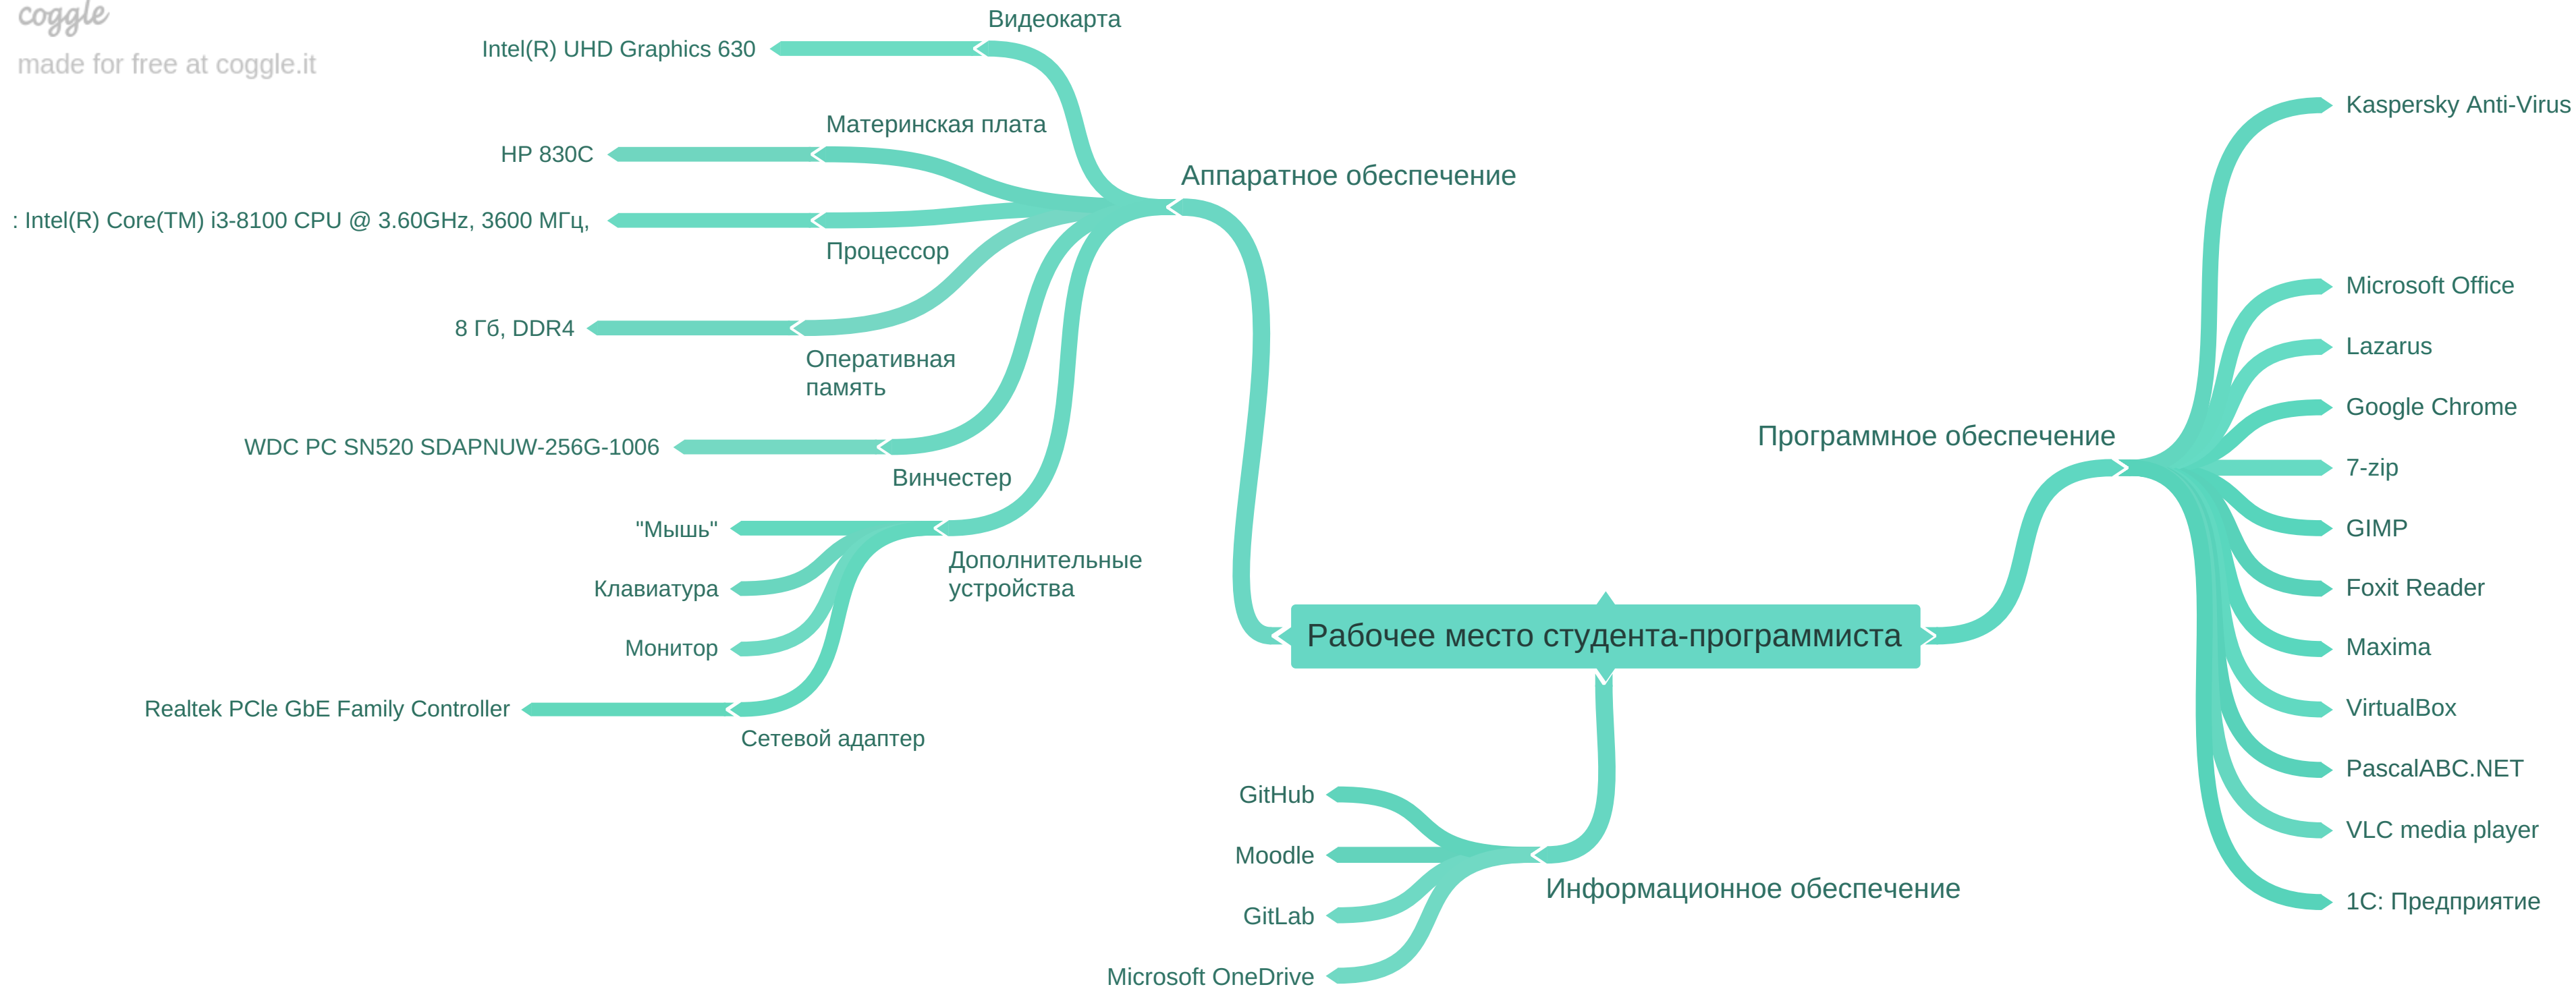 coggle
made for free at coggle.it
Видеокарта
Intel(R) UHD Graphics 630
Материнская плата
HP 830C
: Intel(R) Core(TM) i3-8100 CPU @ 3.60GHz, 3600 МГц,
Процессор
8 Гб, DDR4
Оперативная
память
WDC PC SN520 SDAPNUW-256G-1006
Винчестер
"Мышь"
Клавиатура
Монитор
Дополнительные
устройства
Realtek PCle GbE Family Controller
Сетевой адаптер
Аппаратное обеспечение
Рабочее место студента-программиста
GitHub
Moodle
GitLab
Microsoft OneDrive
Информационное обеспечение
Программное обеспечение
Kaspersky Anti-Virus
Microsoft Office
Lazarus
Google Chrome
7-zip
GIMP
Foxit Reader
Maxima
VirtualBox
PascalABC.NET
VLC media player
1С: Предприятие